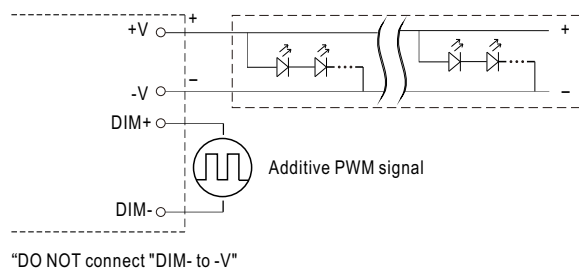 +V
+
+
-V
−
−
DIM+
Additive PWM signal
DIM-
“DO NOT connect "DIM- to -V"